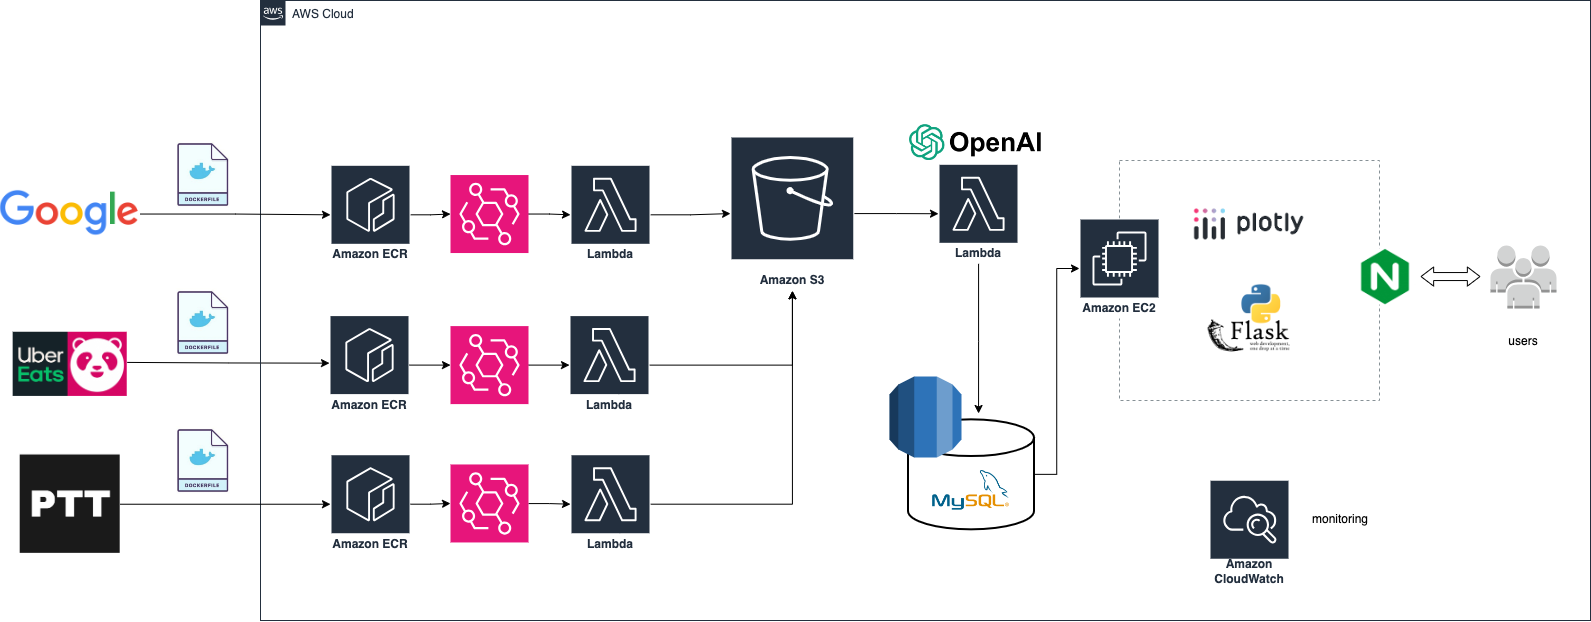 aws
AWS Cloud
Google
DOCKERFILE
Amazon ECR
Lambda
Amazon S3
OpenAI
Lambda
plotly
Flask
web development,
one drop at a time
Amazon EC2
N
users
Uber
Eats
DOCKERFILE
Amazon ECR
Lambda
PTT
DOCKERFILE
Amazon ECR
Lambda
MySQL
monitoring
Amazon
CloudWatch